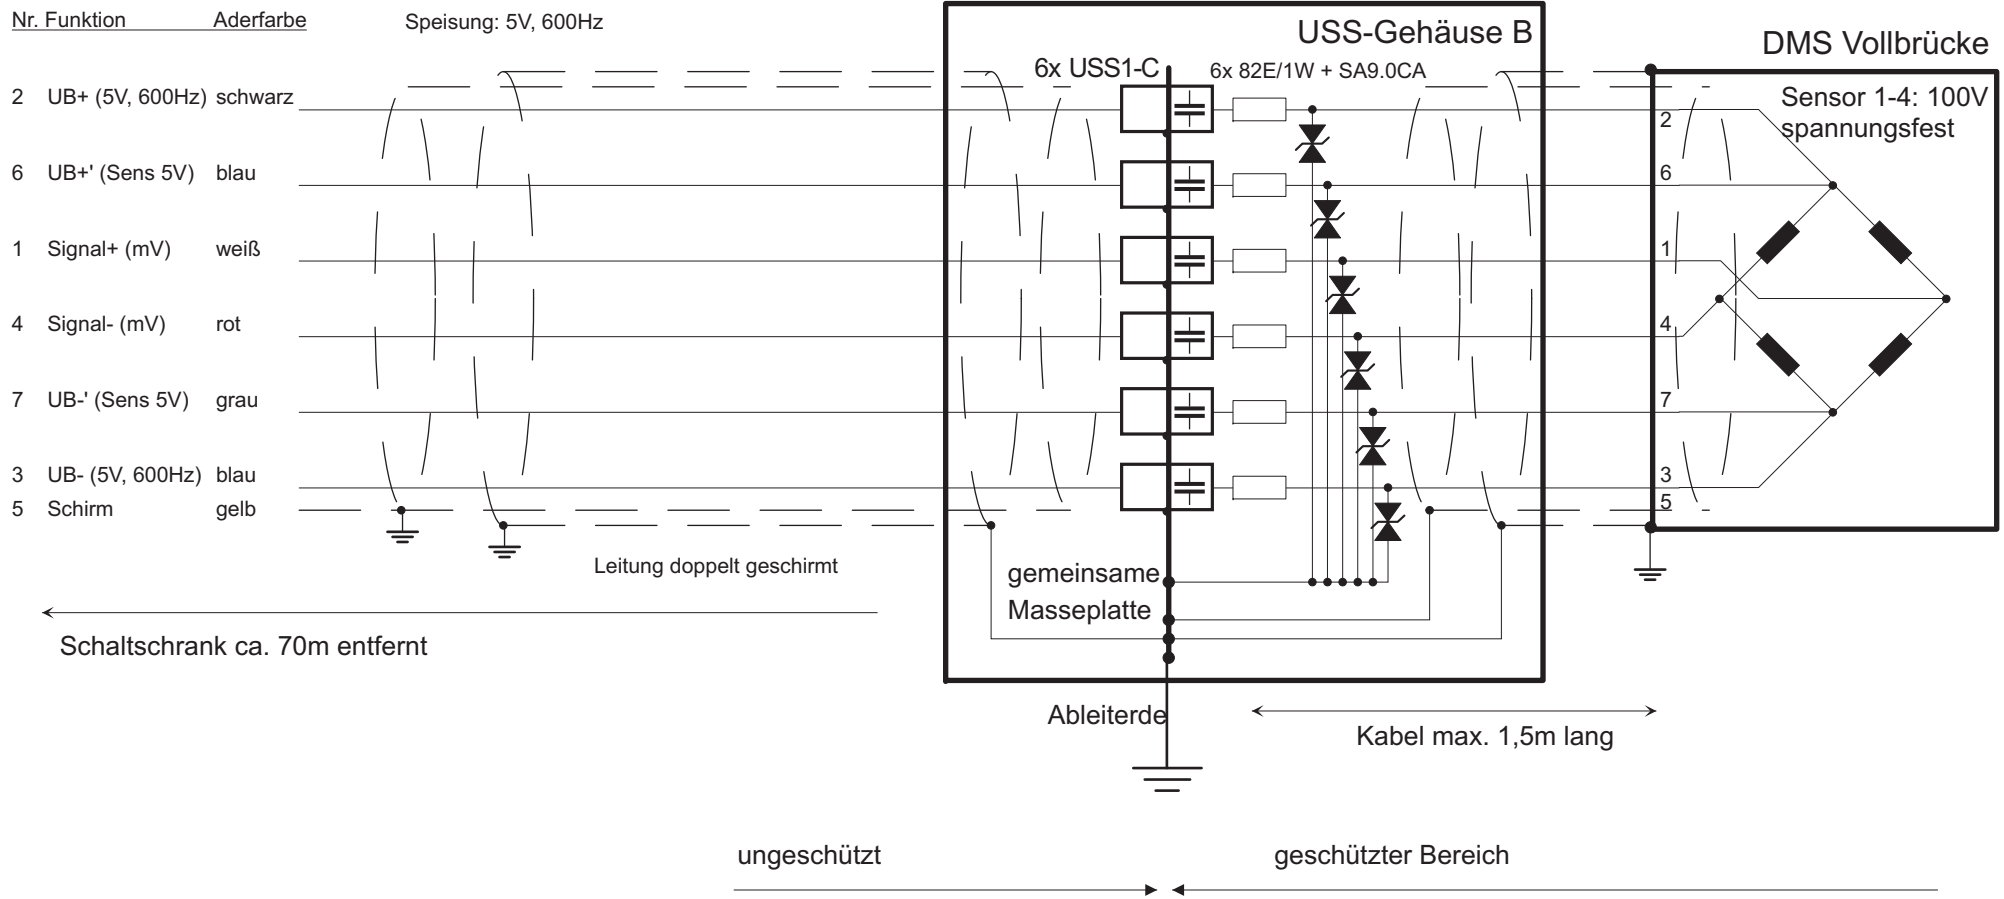 Nr. Funktion Aderfarbe
Speisung: 5V, 600Hz
USS-Gehäuse B
DMS Vollbrücke
6x USS1-C
6x 82E/1W + SA9.0CA
Sensor 1-4: 100V
spannungsfest
2 UB+ (5V, 600Hz) schwarz
2
6 UB+' (Sens 5V) blau
6
1 Signal+ (mV) weiß
1
4 Signal- (mV) rot
4
7 UB-' (Sens 5V) grau
7
3 UB- (5V, 600Hz) blau
3
5 Schirm gelb
5
Leitung doppelt geschirmt
gemeinsame
Masseplatte
Schaltschrank ca. 70m entfernt
Ableiterde
Kabel max. 1,5m lang
ungeschützt
geschützter Bereich